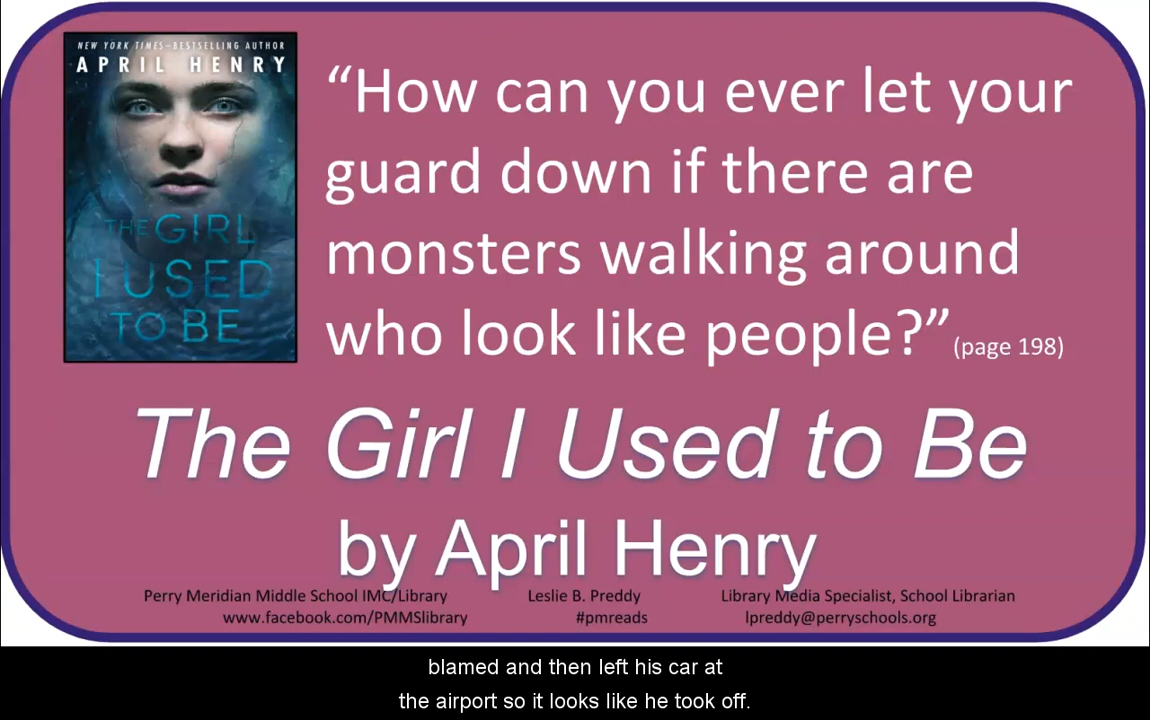 NEW YORK TIMES–BESTSELLING AUTHOR
APRIL HENRY
THE GIRL
I USED
TO BE
“How can you ever let your
guard down if there are
monsters walking around
who look like people?” (page 198)
The Girl I Used to Be
by April Henry
Perry Meridian Middle School IMC/Library Leslie B. Preddy Library Media Specialist, School Librarian
www.facebook.com/PMMSlibrary #pmreads lpreddy@perryschools.org
blamed and then left his car at
the airport so it looks like he took off.